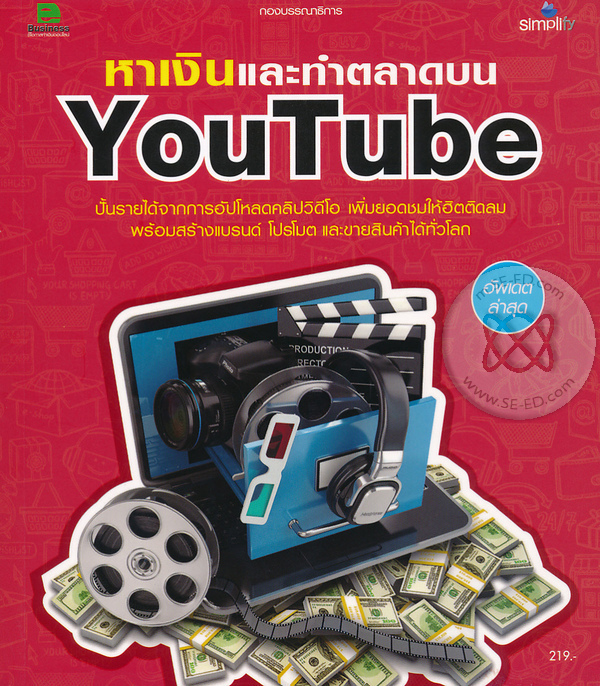 กองบรรณาธิการ
e
Business
simplify
หาเงินและทำตลาดบน
YouTube
ปั้นรายได้จากการอัปโหลดคลิปวิดีโอ เพิ่มยอดชมให้ฮิตติดลม
พร้อมสร้างแบรนด์ โปรโมต และขายสินค้าได้ทั่วโลก
อัพเดต
ล่าสุด
www.SE-ED.com
PRODUCTION
219.-